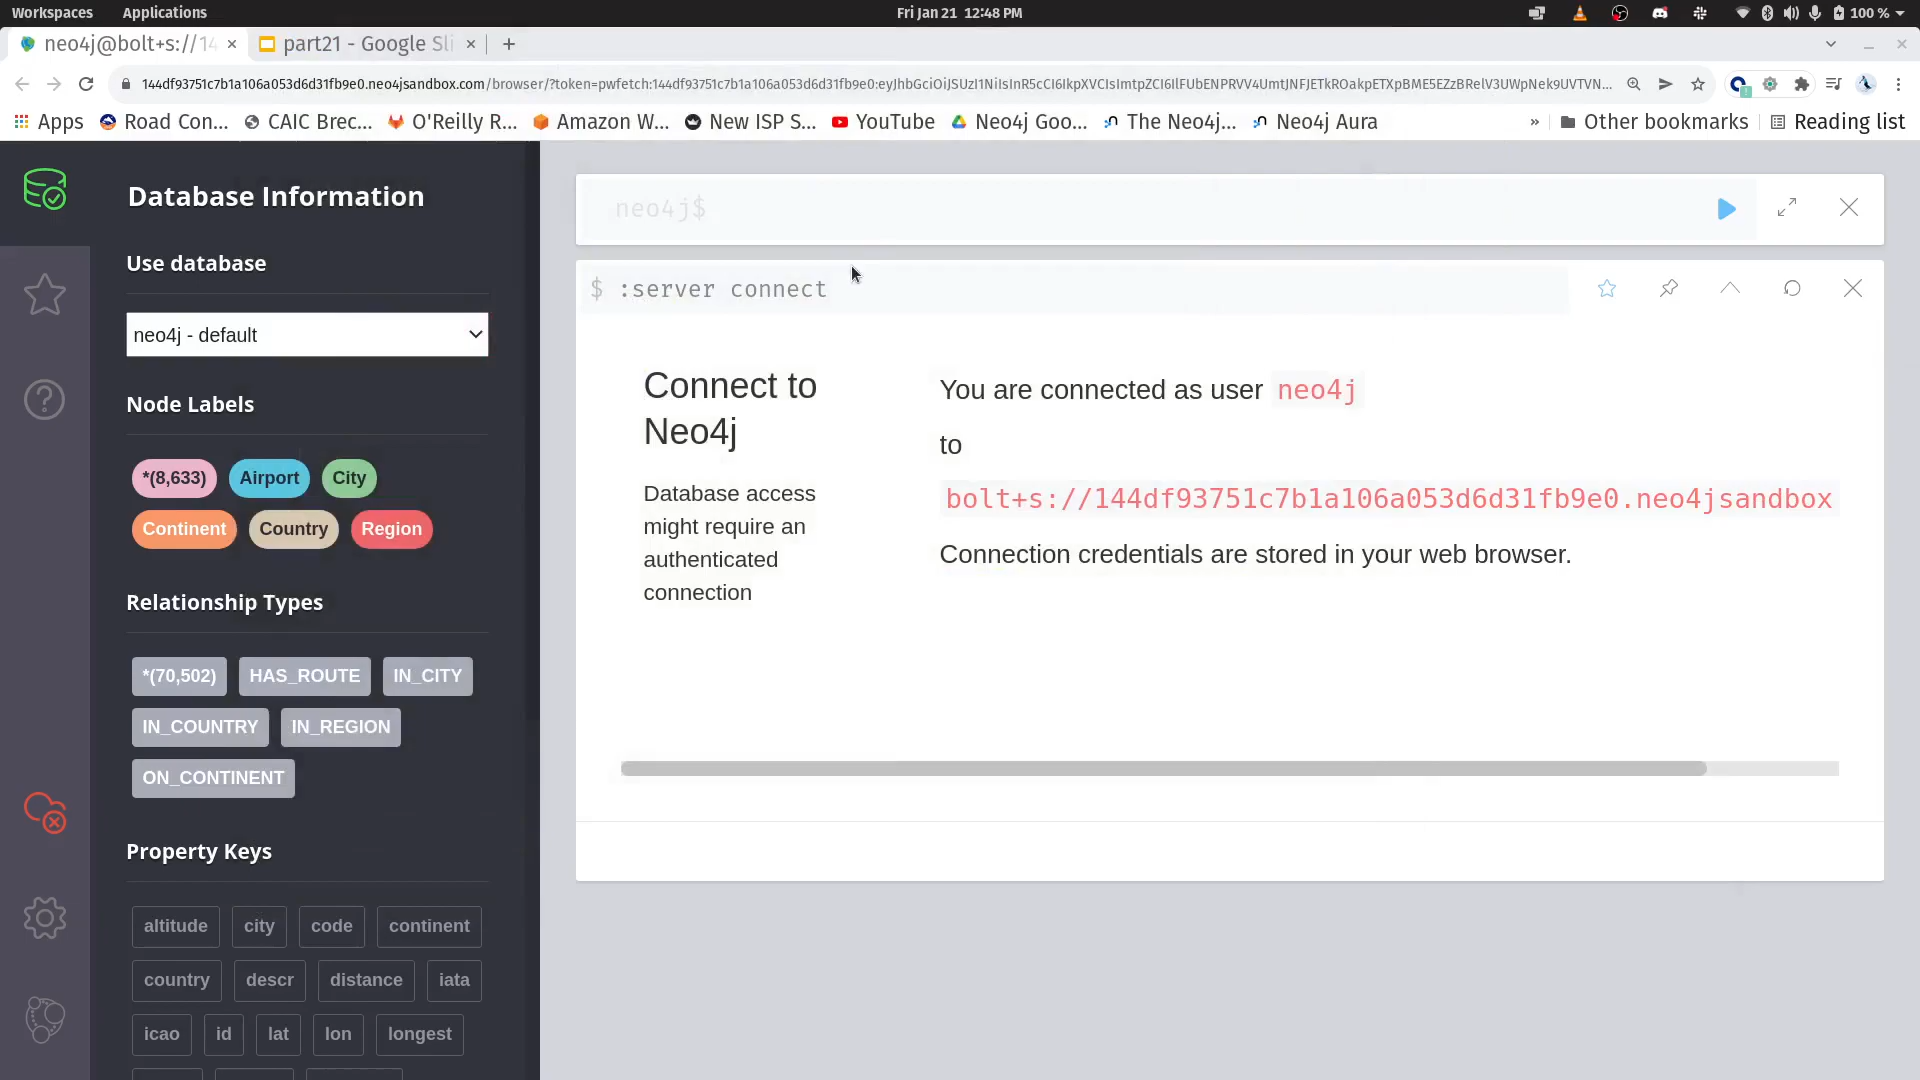 Workspaces Applications Fri Jan 21 12:48 PM 100 %
neo4j@bolt+s://14 part21 - Google Sli
144df93751c7b1a106a053d6d31fb9e0.neo4jsandbox.com/browser/?token=pwfetch:144df93751c7b1a106a053d6d31fb9e0:
Apps Road Con... CAIC Brec... O'Reilly R... Amazon W... New ISP S... YouTube Neo4j Goo... The Neo4j... Neo4j Aura » Other bookmarks Reading list
Database Information
Use database
neo4j - default
Node Labels
*(8,633) Airport City
Continent Country Region
Relationship Types
*(70,502) HAS_ROUTE IN_CITY
IN_COUNTRY IN_REGION
ON_CONTINENT
Property Keys
altitude city code continent
country descr distance iata
icao id lat lon longest
neo4j$
$ :server connect
Connect to
Neo4j
Database access
might require an
authenticated
connection
You are connected as user neo4j
to
bolt+s://144df93751c7b1a106a053d6d31fb9e0.neo4jsandbox
Connection credentials are stored in your web browser.